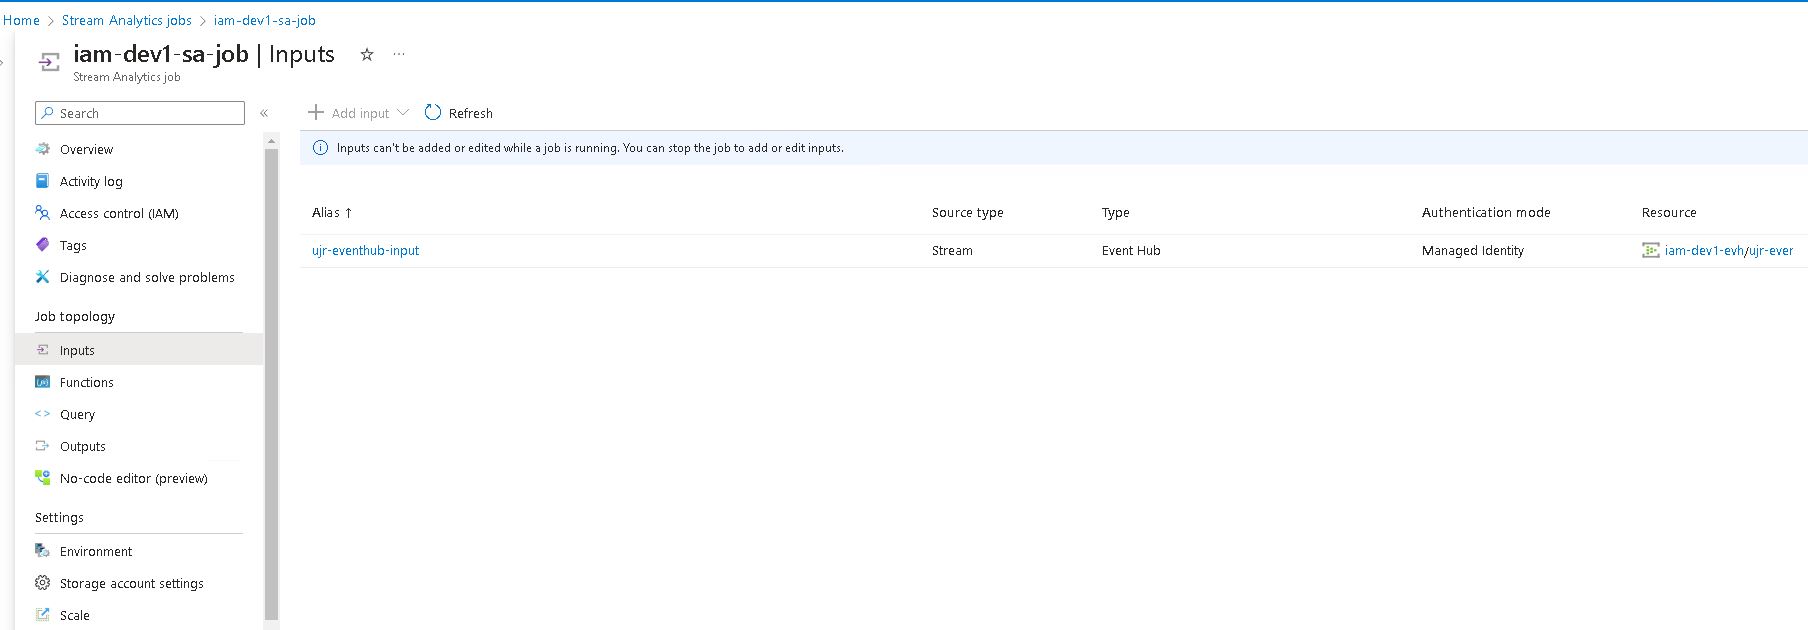 Home > Stream Analytics jobs > iam-dev1-sa-job
iam-dev1-sa-job | Inputs
Stream Analytics job
Search
Add input
Refresh
Inputs can't be added or edited while a job is running. You can stop the job to add or edit inputs.
Overview
Activity log
Access control (IAM)
Tags
Diagnose and solve problems
Job topology
Inputs
Functions
Query
Outputs
No-code editor (preview)
Settings
Environment
Storage account settings
Scale
Alias ↑ Source type Type Authentication mode Resource
ujr-eventhub-input Stream Event Hub Managed Identity iam-dev1-evh/ujr-ever